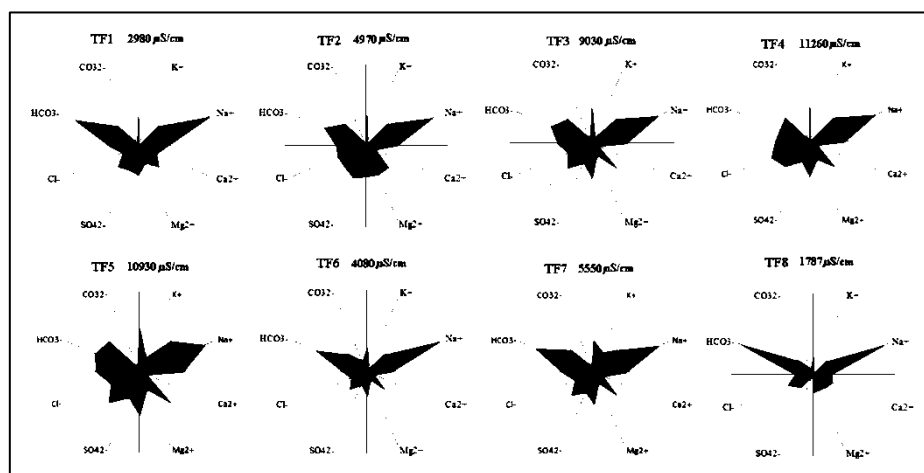 TF1 2980 µS/cm
CO32-
K-
HCO3-
Na+
Cl-
Ca2+
SO42-
Mg2+
TF2 4970 µS/cm
CO32-
K-
HCO3-
Na+
Cl-
Ca2+
SO42-
Mg2+
TF3 9030 µS/cm
CO32-
K+
HCO3-
Na-
Cl-
Ca2+
SO42-
Mg2-
TF4 11260 µS/cm
CO32-
K+
HCO3-
Na+
Cl-
Ca2+
SO42-
Mg2+
TF5 10930 µS/cm
CO32-
K+
HCO3-
Na+
Cl-
Ca2+
SO42-
Mg2+
TF6 4080 µS/cm
CO32-
K-
HCO3-
Na+
Cl-
Ca2-
SO42-
Mg2+
TF7 5550 µS/cm
CO32-
K+
HCO3-
Na+
Cl-
Ca2+
SO42-
Mg2+
TF8 1787 µS/cm
CO32-
K-
HCO3-
Na-
Cl-
Ca2-
SO42-
Mg2+